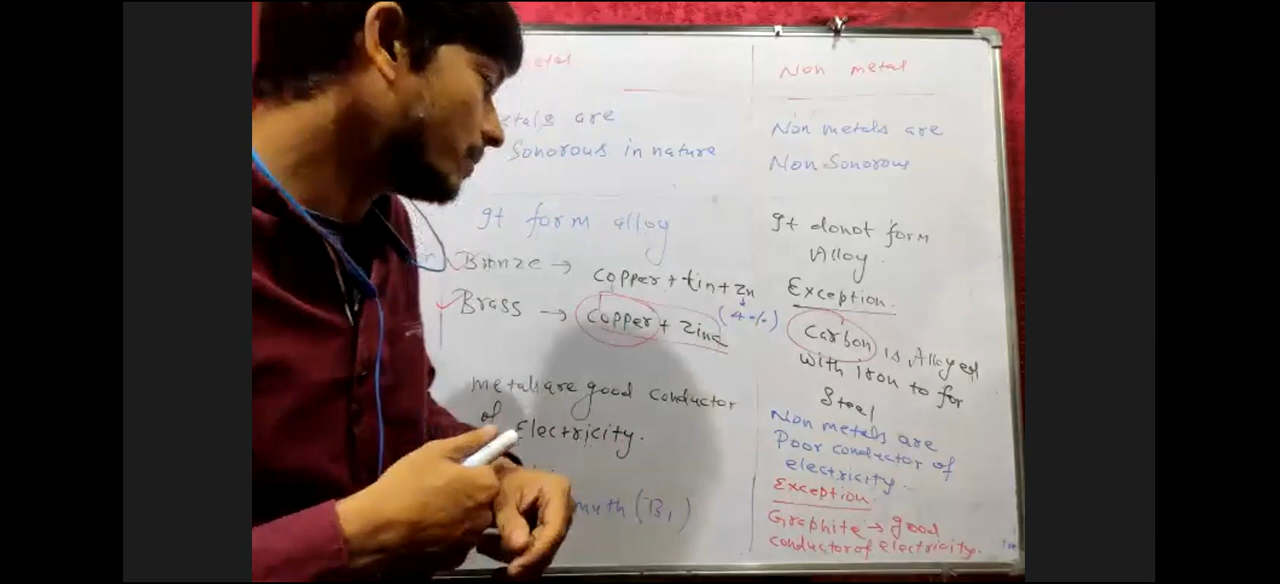 etal
etals are
Sonorous in nature
It form alloy
Bronze → copper + tin + Zn
(4%)
Brass → copper + Zinc
metals are good conductor
of Electricity.
muth (Bi)
Non metal
Non metals are
Non Sonorous
It donot form
Alloy.
Exception.
Carbon is Alloyed
with iron to for
Steel
Non metals are
Poor conductor of
electricity.
Exception.
Graphite → good
conductor of electricity.